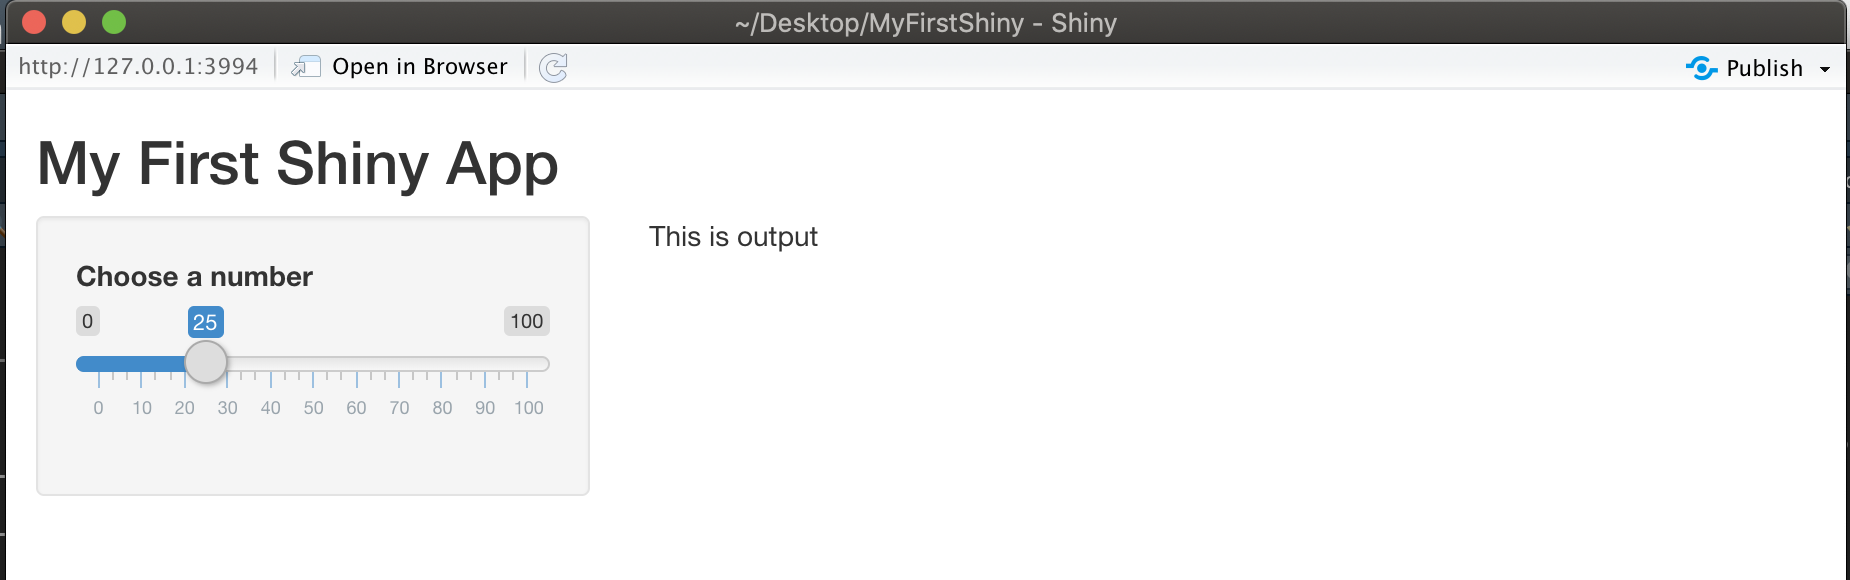 ~/Desktop/MyFirstShiny - Shiny
http://127.0.0.1:3994 Open in Browser Publish
My First Shiny App
This is output
Choose a number
0 25 100
0 10 20 30 40 50 60 70 80 90 100